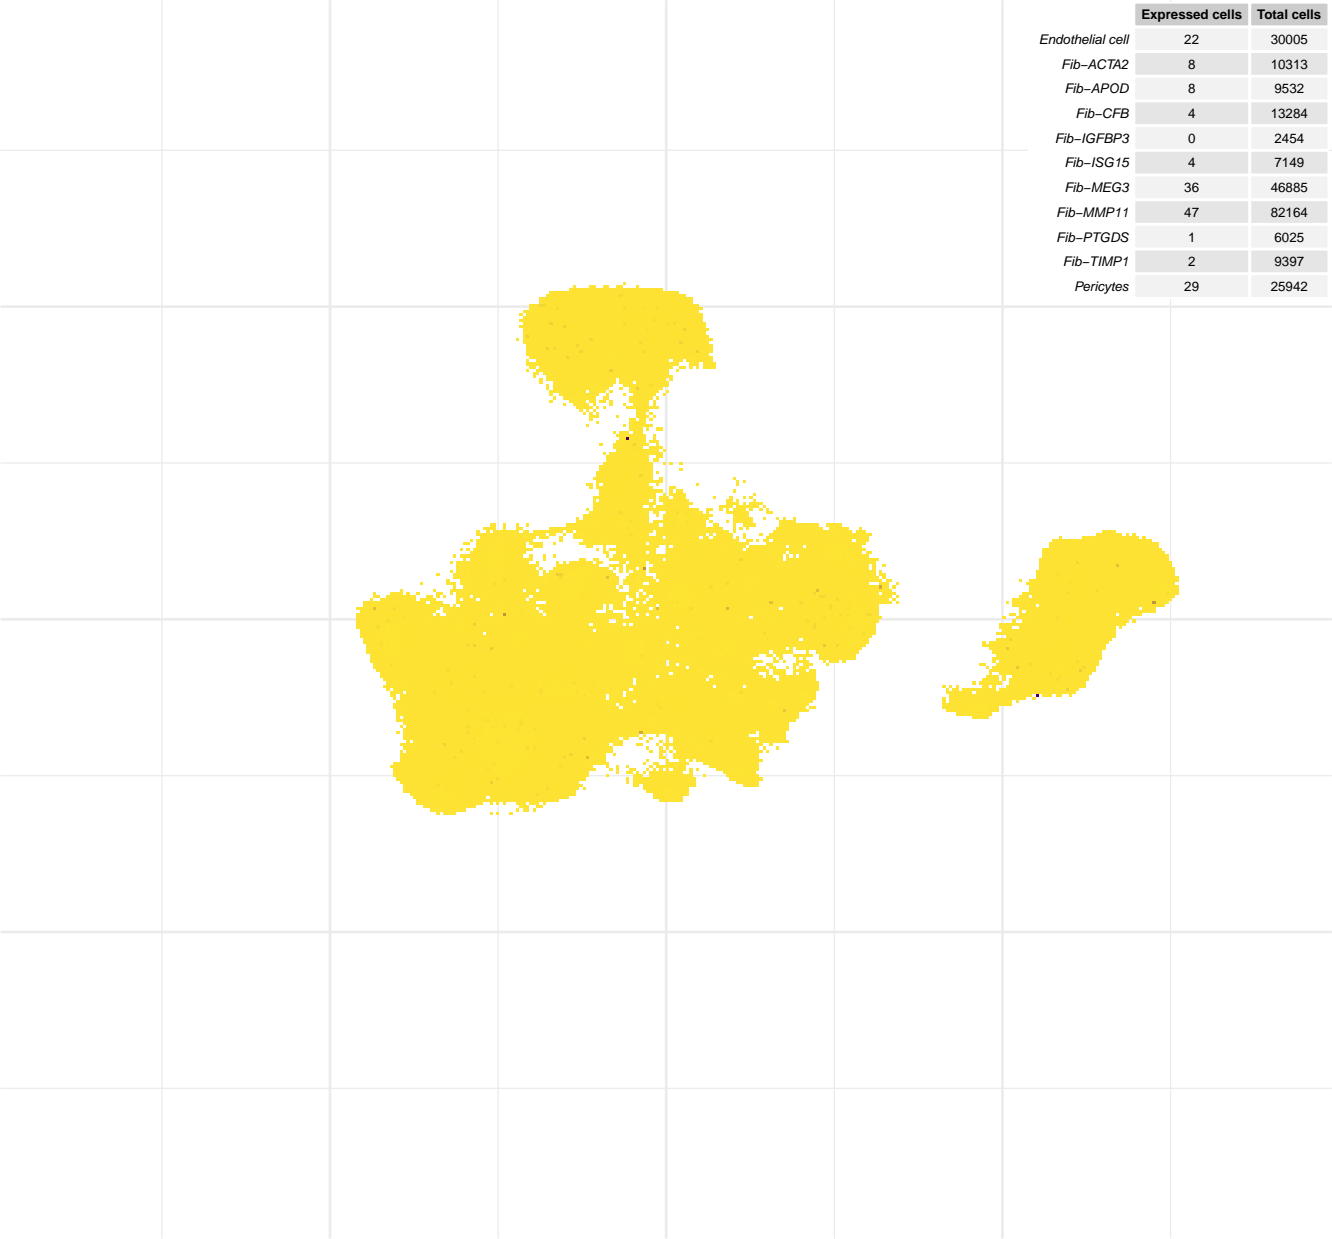 Expressed cells Total cells
Endothelial cell 22 30005
Fib−ACTA2 8 10313
Fib−APOD 8 9532
Fib−CFB 4 13284
Fib−IGFBP3 0 2454
Fib−ISG15 4 7149
Fib−MEG3 36 46885
Fib−MMP11 47 82164
Fib−PTGDS 1 6025
Fib−TIMP1 2 9397
Pericytes 29 25942